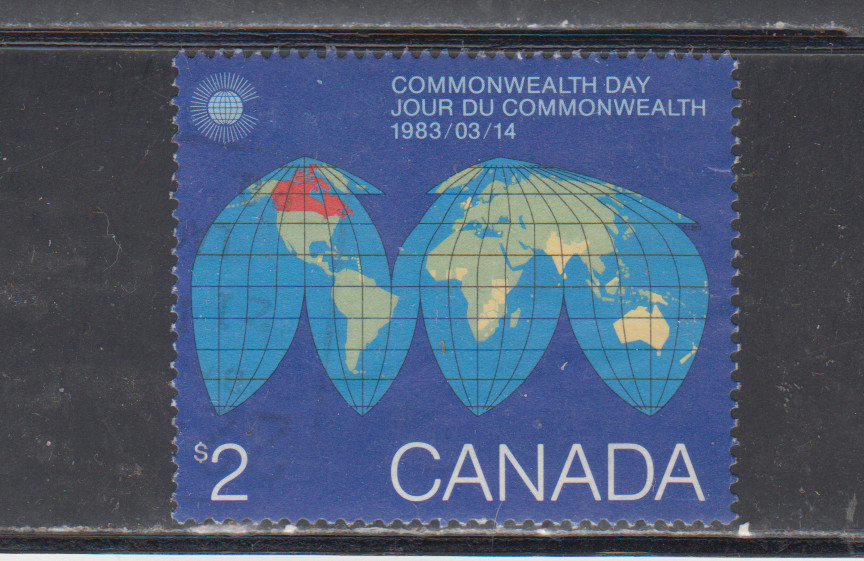 COMMONWEALTH DAY
JOUR DU COMMONWEALTH
1983/03/14
$2 CANADA